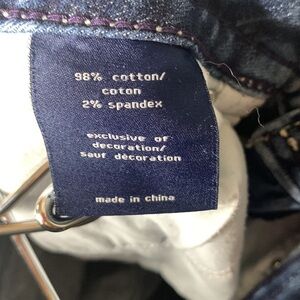 98% cotton/
coton
2% spandex
exclusive of
decoration/
sauf décoration
made in china